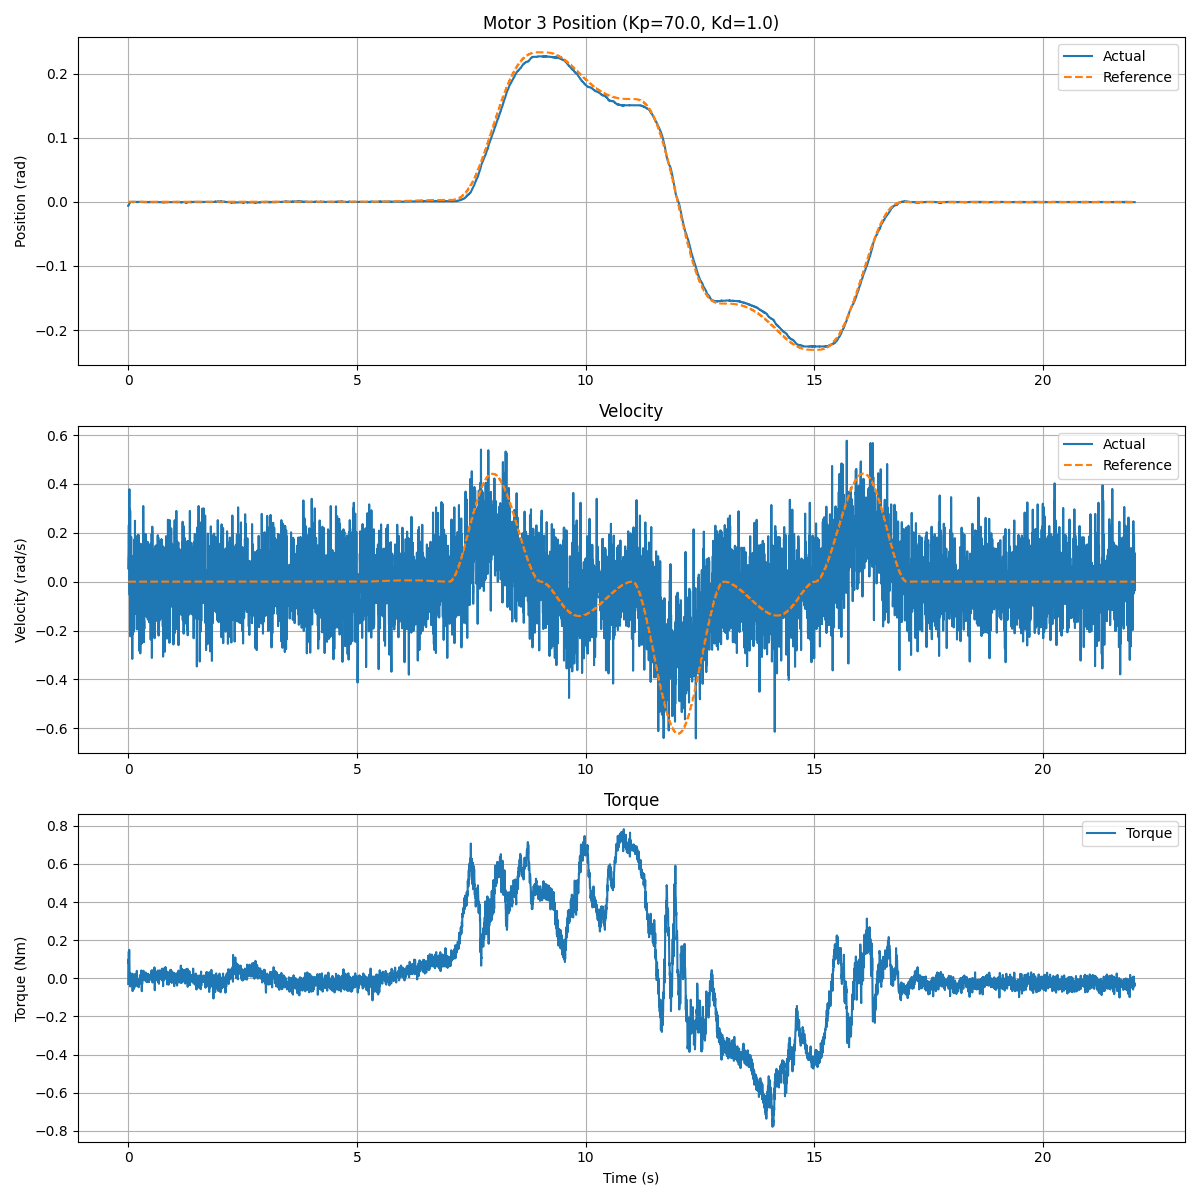 Motor 3 Position (Kp=70.0, Kd=1.0)
Actual
Reference
0.2
0.1
0.0
−0.1
−0.2
Position (rad)
0 5 10 15 20
Velocity
Actual
Reference
0.6
0.4
0.2
0.0
−0.2
−0.4
−0.6
Velocity (rad/s)
0 5 10 15 20
Torque
Torque
0.8
0.6
0.4
0.2
0.0
−0.2
−0.4
−0.6
−0.8
Torque (Nm)
0 5 10 15 20
Time (s)